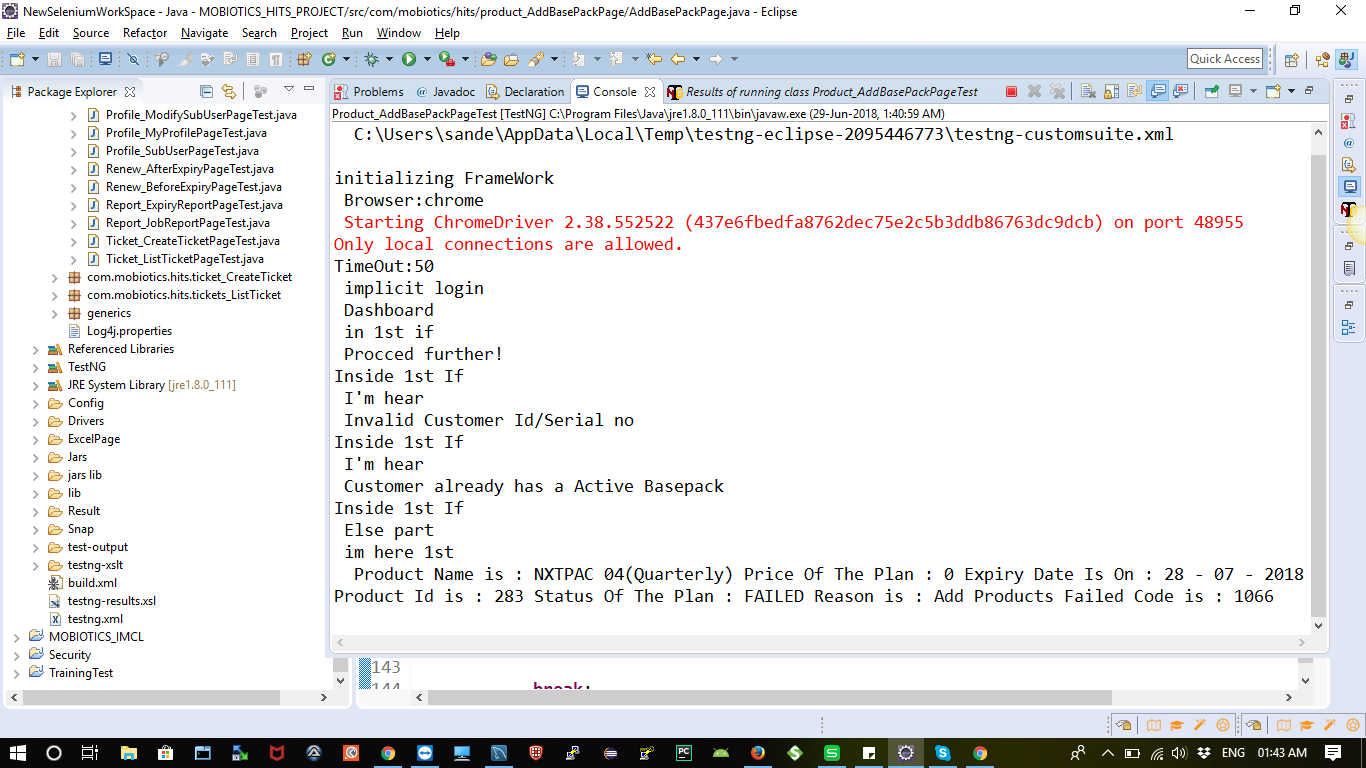 NewSeleniumWorkSpace - Java - MOBIOTICS_HITS_PROJECT/src/com/mobiotics/hits/product_AddBasePackPage/AddBasePackPage.java - Eclipse
File Edit Source Refactor Navigate Search Project Run Window Help
Quick Access
Package Explorer
Profile_ModifySubUserPageTest.java
Profile_MyProfilePageTest.java
Profile_SubUserPageTest.java
Renew_AfterExpiryPageTest.java
Renew_BeforeExpiryPageTest.java
Report_ExpiryReportPageTest.java
Report_JobReportPageTest.java
Ticket_CreateTicketPageTest.java
Ticket_ListTicketPageTest.java
com.mobiotics.hits.ticket_CreateTicket
com.mobiotics.hits.tickets_ListTicket
generics
Log4j.properties
Referenced Libraries
TestNG
JRE System Library [jre1.8.0_111]
Config
Drivers
ExcelPage
Jars
jars lib
lib
Result
Snap
test-output
testng-xslt
build.xml
testng-results.xsl
testng.xml
MOBIOTICS_IMCL
Security
TrainingTest
Problems @ Javadoc Declaration Console Results of running class Product_AddBasePackPageTest
Product_AddBasePackPageTest [TestNG] C:\Program Files\Java\jre1.8.0_111\bin\javaw.exe (29-Jun-2018, 1:40:59 AM)
C:\Users\sande\AppData\Local\Temp\testng-eclipse-2095446773\testng-customsuite.xml
initializing FrameWork
Browser:chrome
Starting ChromeDriver 2.38.552522 (437e6fbedfa8762dec75e2c5b3ddb86763dc9dcb) on port 48955
Only local connections are allowed.
TimeOut:50
implicit login
Dashboard
in 1st if
Procced further!
Inside 1st If
I'm hear
Invalid Customer Id/Serial no
Inside 1st If
I'm hear
Customer already has a Active Basepack
Inside 1st If
Else part
im here 1st
Product Name is : NXTPAC 04(Quarterly) Price Of The Plan : 0 Expiry Date Is On : 28 - 07 - 2018
Product Id is : 283 Status Of The Plan : FAILED Reason is : Add Products Failed Code is : 1066
143
144
break;
ENG 01:43 AM